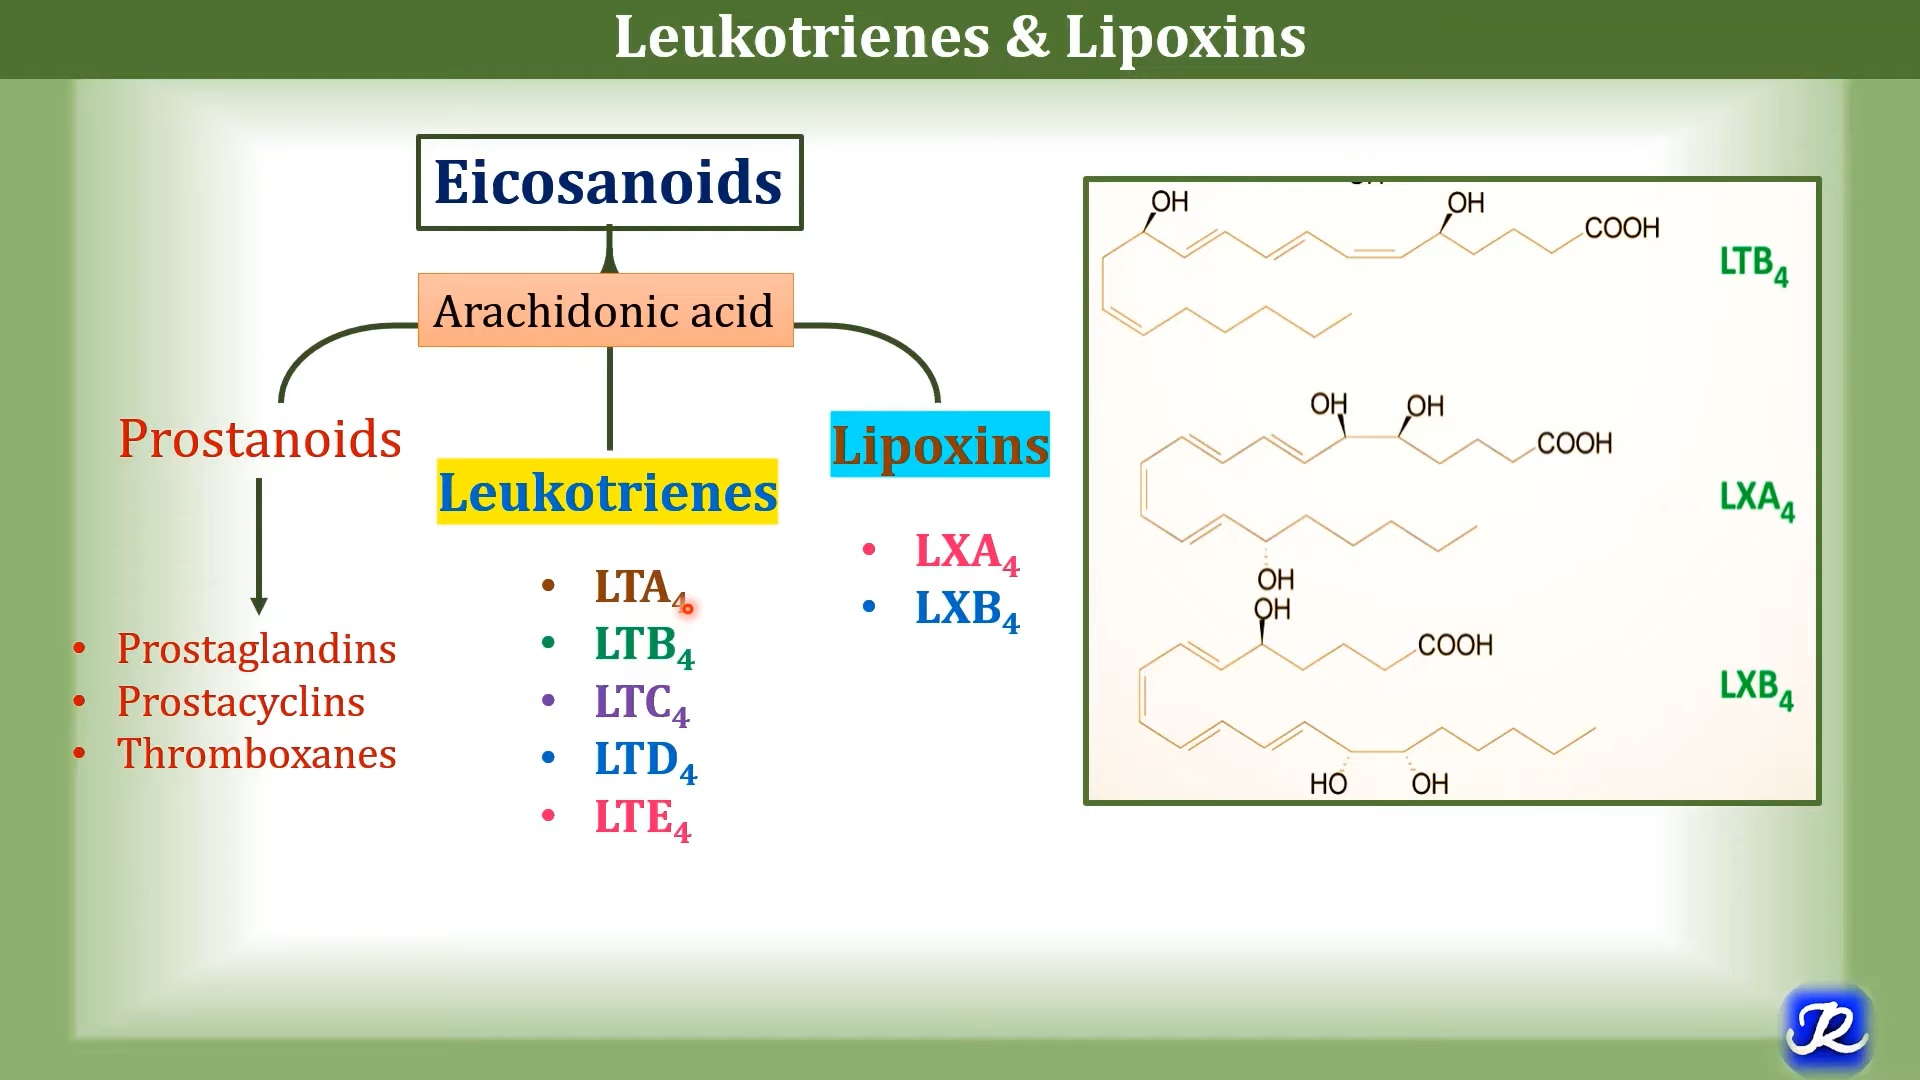 Leukotrienes & Lipoxins
Eicosanoids
Arachidonic acid
Prostanoids
• Prostaglandins
• Prostacyclins
• Thromboxanes
Leukotrienes
• LTA₄
• LTB₄
• LTC₄
• LTD₄
• LTE₄
Lipoxins
• LXA₄
• LXB₄
OH OH COOH
LTB₄
OH OH COOH
LXA₄
OH
OH COOH
LXB₄
HO OH
JR